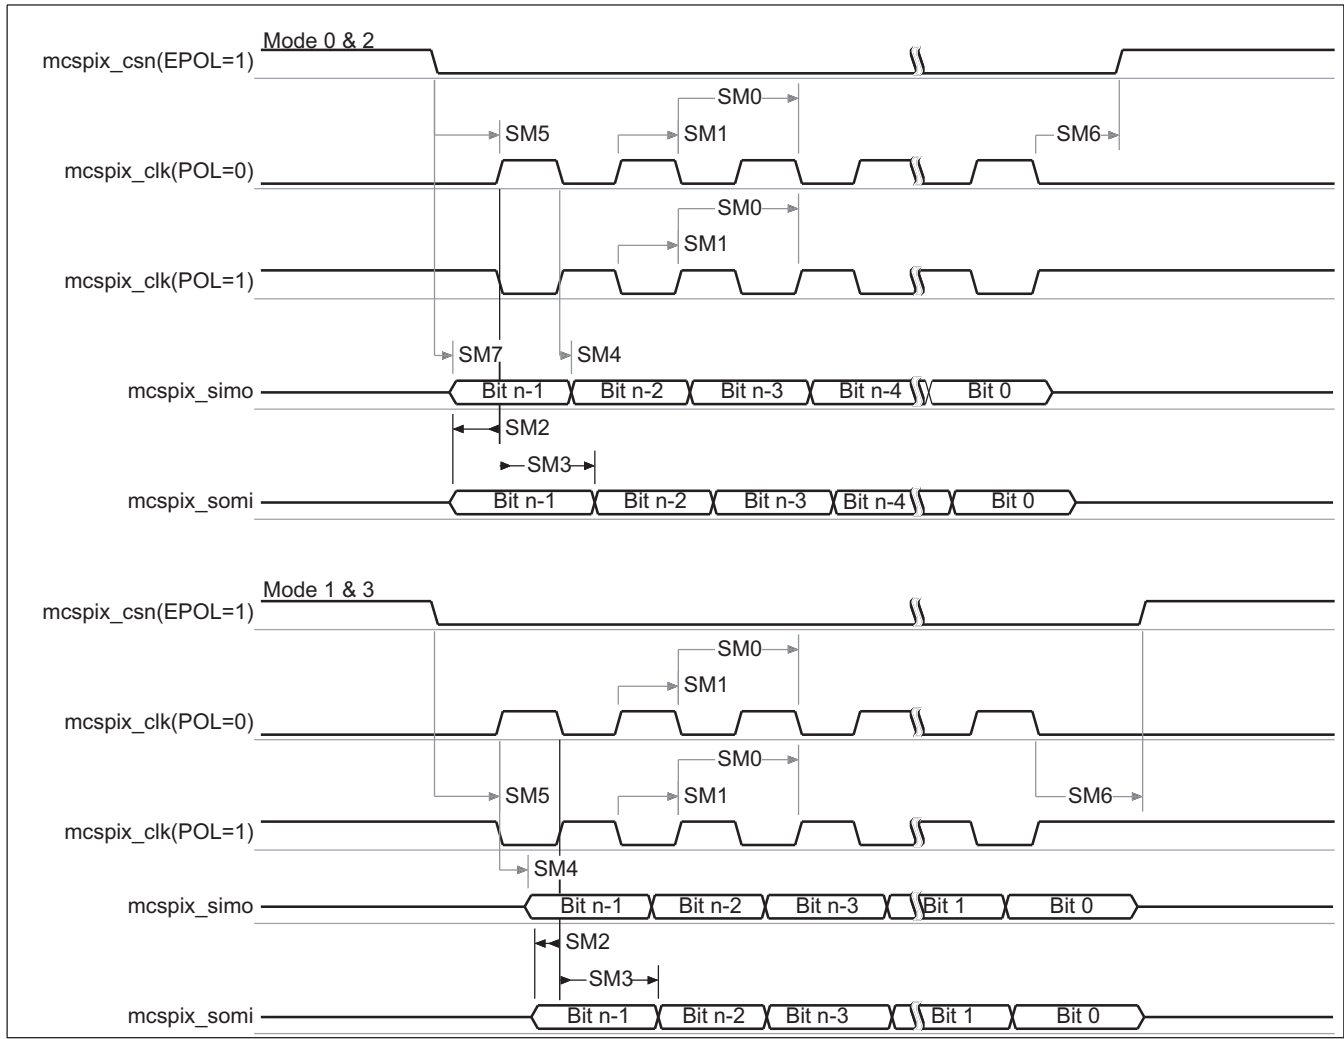 Mode 0 & 2
mcspix_csn(EPOL=1)
SM0
SM5
SM1
SM6
mcspix_clk(POL=0)
SM0
SM1
mcspix_clk(POL=1)
SM7
SM4
mcspix_simo
Bit n-1
Bit n-2
Bit n-3
Bit n-4
Bit 0
SM2
SM3
mcspix_somi
Bit n-1
Bit n-2
Bit n-3
Bit n-4
Bit 0
Mode 1 & 3
mcspix_csn(EPOL=1)
SM0
SM1
mcspix_clk(POL=0)
SM0
SM5
SM1
SM6
mcspix_clk(POL=1)
SM4
mcspix_simo
Bit n-1
Bit n-2
Bit n-3
Bit 1
Bit 0
SM2
SM3
mcspix_somi
Bit n-1
Bit n-2
Bit n-3
Bit 1
Bit 0